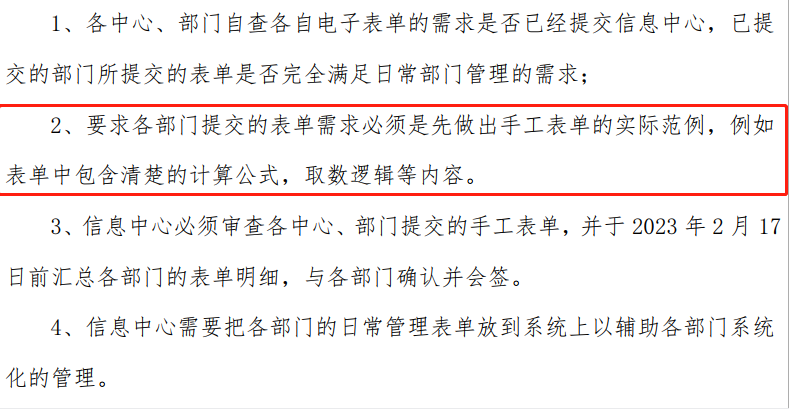 1、各中心、部门自查各自电子表单的需求是否已经提交信息中心，已提
交的部门所提交的表单是否完全满足日常部门管理的需求；
2、要求各部门提交的表单需求必须是先做出手工表单的实际范例，例如
表单中包含清楚的计算公式，取数逻辑等内容。
3、信息中心必须审查各中心、部门提交的手工表单，并于 2023 年 2 月 17
日前汇总各部门的表单明细，与各部门确认并会签。
4、信息中心需要把各部门的日常管理表单放到系统上以辅助各部门系统
化的管理。